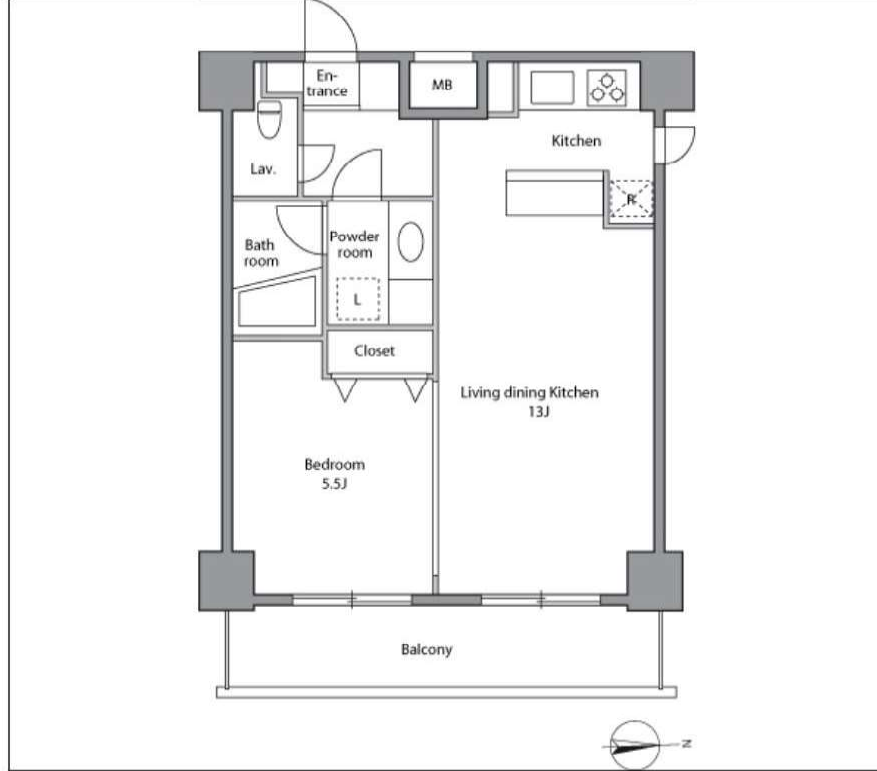 En-
trance
MB
Kitchen
Lav.
R
Bath
room
Powder
room
L
Closet
Living dining Kitchen
13J
Bedroom
5.5J
Balcony
N